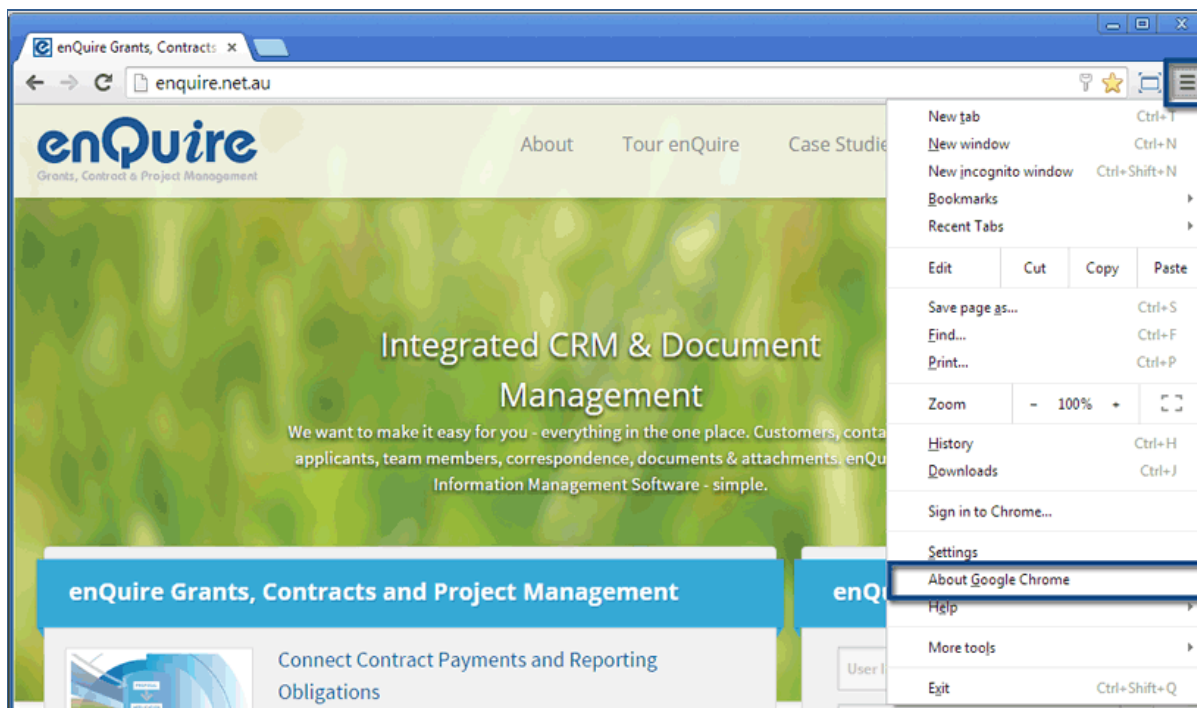 enQuire Grants, Contracts
enquire.net.au
enQuire
Grants, Contract & Project Management
About Tour enQuire Case Studie
New tab Ctrl+T
New window Ctrl+N
New incognito window Ctrl+Shift+N
Bookmarks
Recent Tabs
Edit Cut Copy Paste
Save page as... Ctrl+S
Find... Ctrl+F
Print... Ctrl+P
Zoom - 100% +
History Ctrl+H
Downloads Ctrl+J
Sign in to Chrome...
Settings
About Google Chrome
Help
More tools
Exit Ctrl+Shift+Q
Integrated CRM & Document
Management
We want to make it easy for you - everything in the one place. Customers, conta
applicants, team members, correspondence, documents & attachments. enQu
Information Management Software - simple.
enQuire Grants, Contracts and Project Management
Connect Contract Payments and Reporting
Obligations
enQ
User